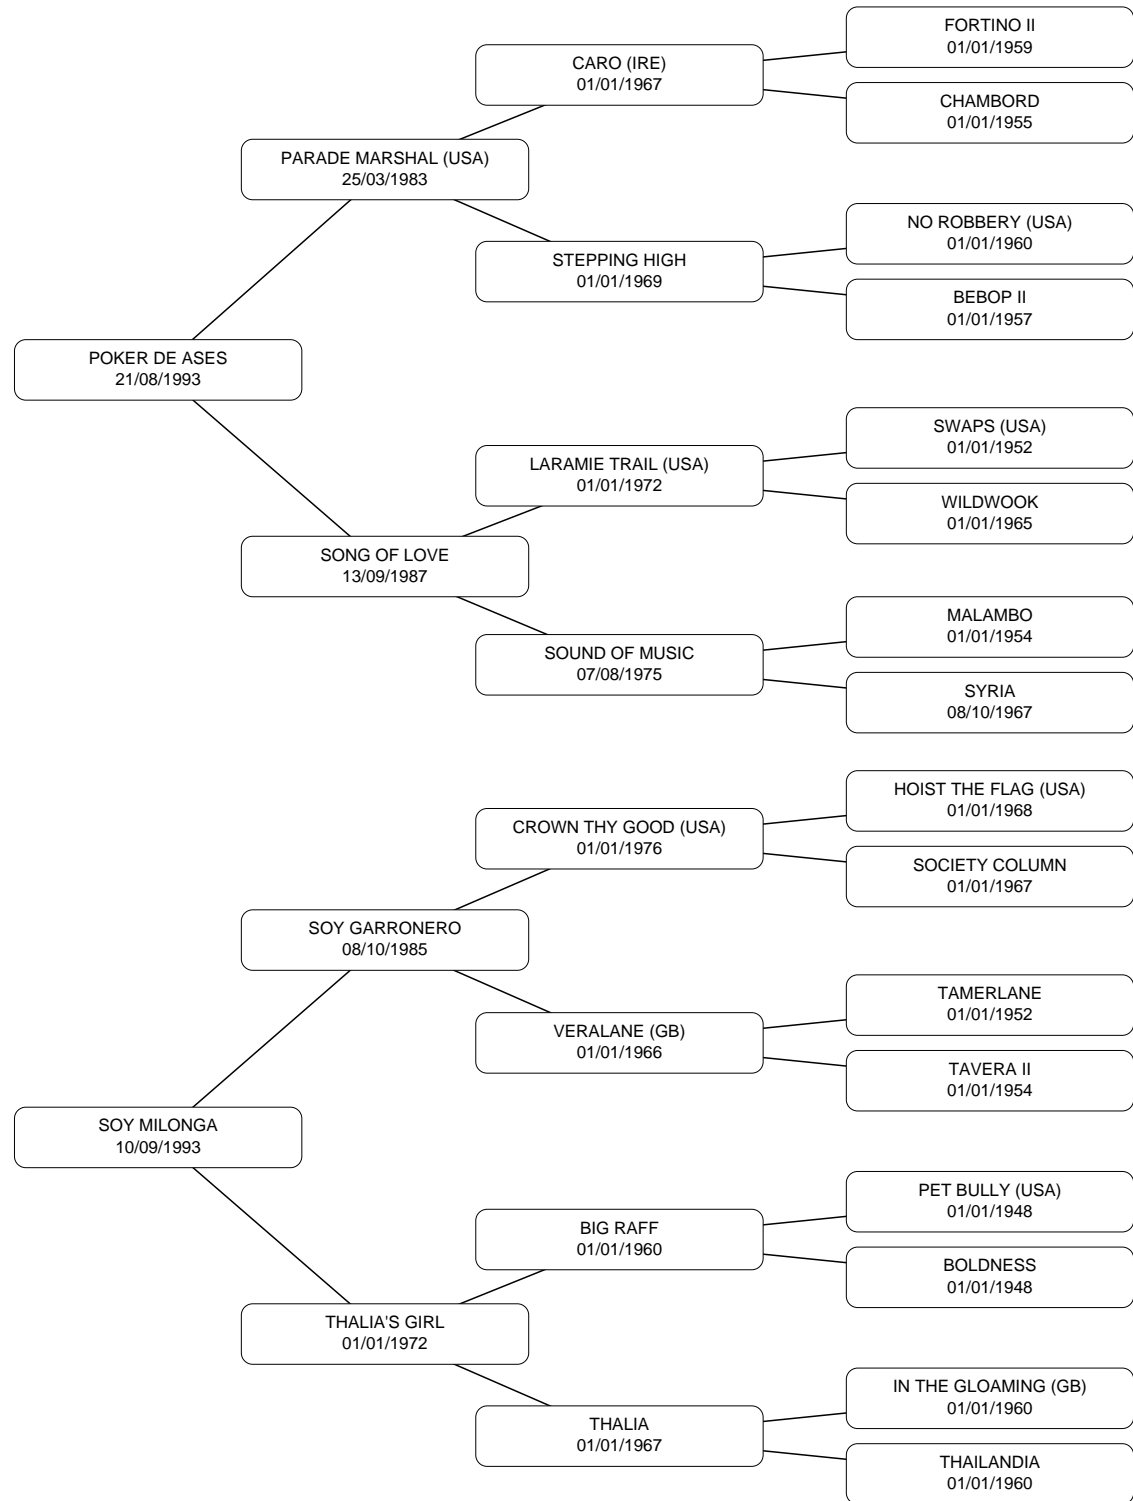 FORTINO II
01/01/1959
CARO (IRE)
01/01/1967
CHAMBORD
01/01/1955
PARADE MARSHAL (USA)
25/03/1983
NO ROBBERY (USA)
01/01/1960
STEPPING HIGH
01/01/1969
BEBOP II
01/01/1957
POKER DE ASES
21/08/1993
SWAPS (USA)
01/01/1952
LARAMIE TRAIL (USA)
01/01/1972
WILDWOOK
01/01/1965
SONG OF LOVE
13/09/1987
MALAMBO
01/01/1954
SOUND OF MUSIC
07/08/1975
SYRIA
08/10/1967
HOIST THE FLAG (USA)
01/01/1968
CROWN THY GOOD (USA)
01/01/1976
SOCIETY COLUMN
01/01/1967
SOY GARRONERO
08/10/1985
TAMERLANE
01/01/1952
VERALANE (GB)
01/01/1966
TAVERA II
01/01/1954
SOY MILONGA
10/09/1993
PET BULLY (USA)
01/01/1948
BIG RAFF
01/01/1960
BOLDNESS
01/01/1948
THALIA'S GIRL
01/01/1972
IN THE GLOAMING (GB)
01/01/1960
THALIA
01/01/1967
THAILANDIA
01/01/1960